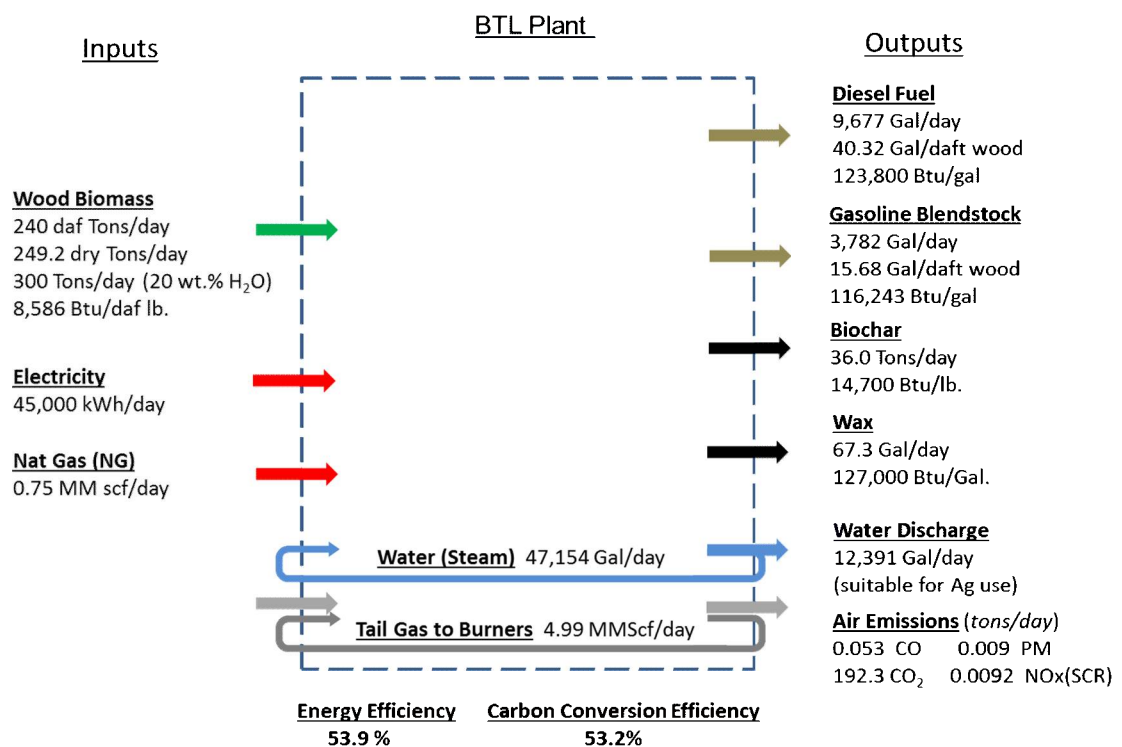 BTL Plant
Inputs
Outputs
Wood Biomass
240 daf Tons/day
249.2 dry Tons/day
300 Tons/day (20 wt.% H₂O)
8,586 Btu/daf lb.
Electricity
45,000 kWh/day
Nat Gas (NG)
0.75 MM scf/day
Diesel Fuel
9,677 Gal/day
40.32 Gal/daft wood
123,800 Btu/gal
Gasoline Blendstock
3,782 Gal/day
15.68 Gal/daft wood
116,243 Btu/gal
Biochar
36.0 Tons/day
14,700 Btu/lb.
Wax
67.3 Gal/day
127,000 Btu/Gal.
Water Discharge
12,391 Gal/day
(suitable for Ag use)
Air Emissions (tons/day)
0.053 CO 0.009 PM
192.3 CO₂ 0.0092 NOx(SCR)
Water (Steam) 47,154 Gal/day
Tail Gas to Burners 4.99 MMScf/day
Energy Efficiency
53.9 %
Carbon Conversion Efficiency
53.2%